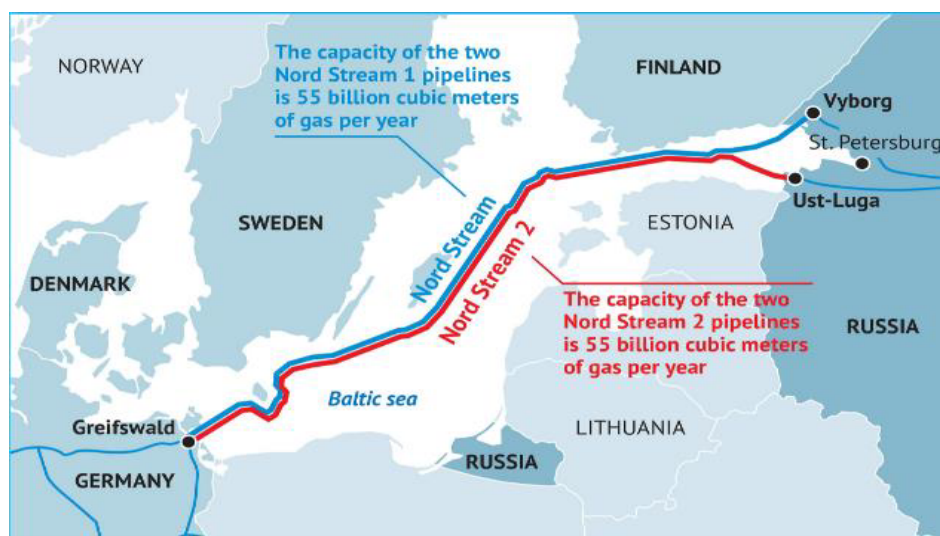 NORWAY
The capacity of the two
Nord Stream 1 pipelines
is 55 billion cubic meters
of gas per year
FINLAND
Vyborg
St. Petersburg
Ust-Luga
SWEDEN
ESTONIA
Nord Stream
Nord Stream 2
DENMARK
The capacity of the two
Nord Stream 2 pipelines
is 55 billion cubic meters
of gas per year
RUSSIA
Baltic sea
Greifswald
LITHUANIA
RUSSIA
GERMANY